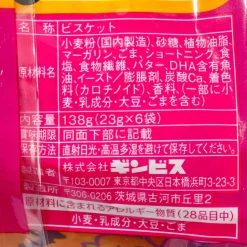 名称 ビスケット
原材料名 小麦粉(国内製造)、砂糖、植物油脂、
マーガリン、ごま、ショートニング、食
塩、食物繊維、バター、DHA含有魚
油、イースト/膨脹剤、炭酸Ca、着色
料(カロチノイド)、香料、(一部に小
麦・乳成分・大豆・ごまを含む)
内容量 138g(23g×6袋)
賞味期限 同面下部に記載
保存方法 直射日光・高温多湿を避けて保存してください。
製造者 株式会社 ギンビス
〒103-0007 東京都中央区日本橋浜町3-23-3
製造所 〒306-0206 茨城県古河市丘里2
原材料に含まれるアレルギー物質(28品目中)
小麦・乳成分・大豆・ごま